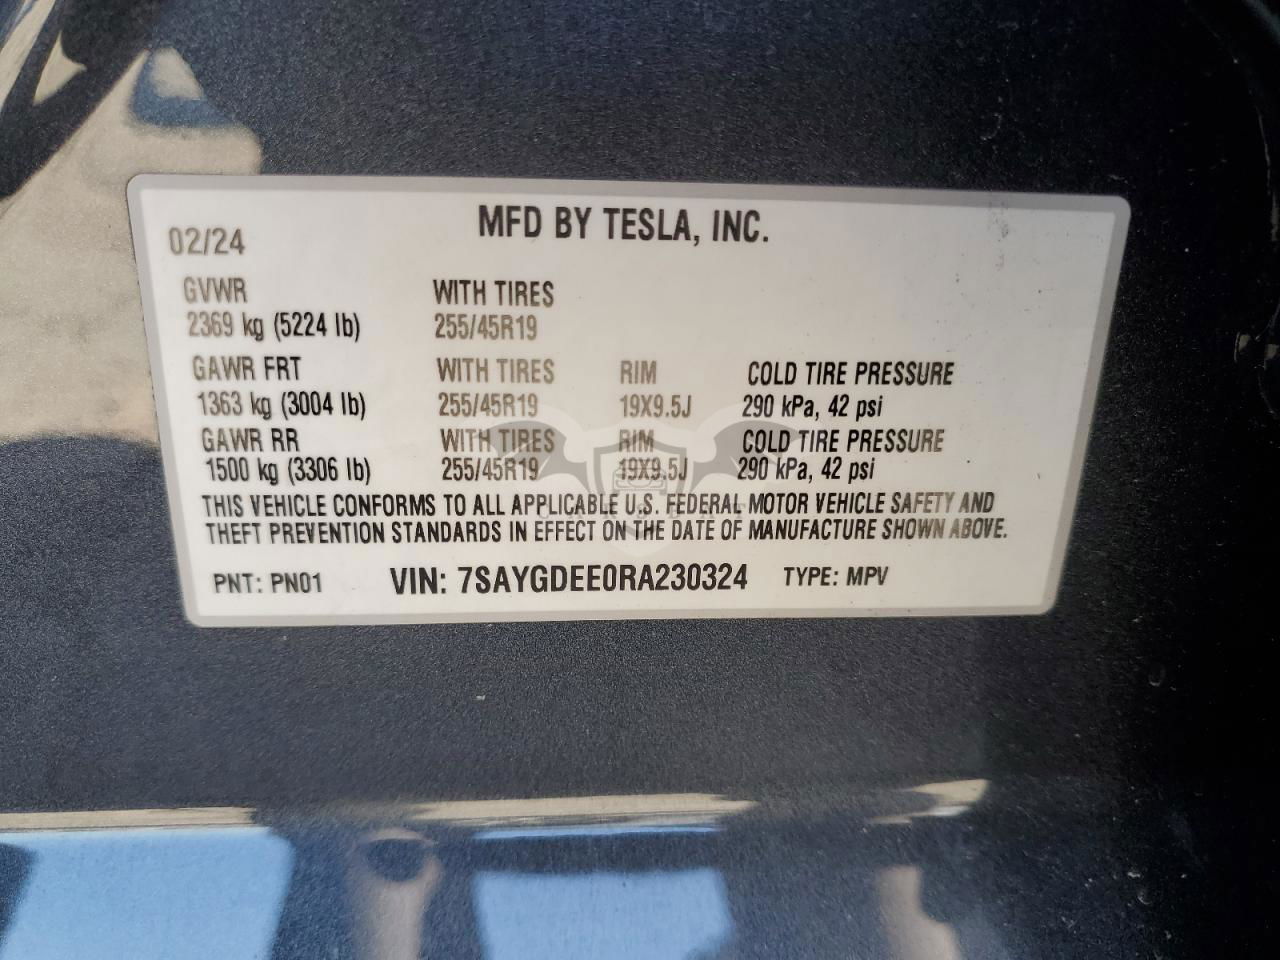 MFD BY TESLA, INC.
02/24
GVWR WITH TIRES
2369 kg (5224 lb) 255/45R19
GAWR FRT WITH TIRES RIM COLD TIRE PRESSURE
1363 kg (3004 lb) 255/45R19 19X9.5J 290 kPa, 42 psi
GAWR RR WITH TIRES RIM COLD TIRE PRESSURE
1500 kg (3306 lb) 255/45R19 19X9.5J 290 kPa, 42 psi
THIS VEHICLE CONFORMS TO ALL APPLICABLE U.S. FEDERAL MOTOR VEHICLE SAFETY AND
THEFT PREVENTION STANDARDS IN EFFECT ON THE DATE OF MANUFACTURE SHOWN ABOVE.
PNT: PN01 VIN: 7SAYGDEE0RA230324 TYPE: MPV